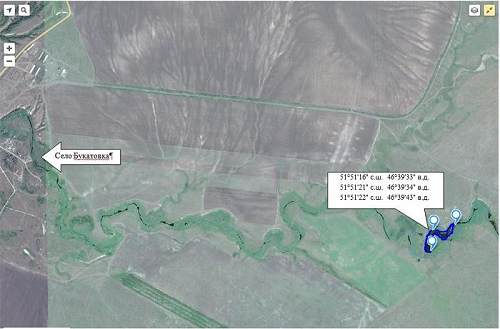 Село Букатовка¶
51°51'16" с.ш. 46°39'33" в.д.
51°51'21" с.ш. 46°39'34" в.д.
51°51'22" с.ш. 46°39'43" в.д.